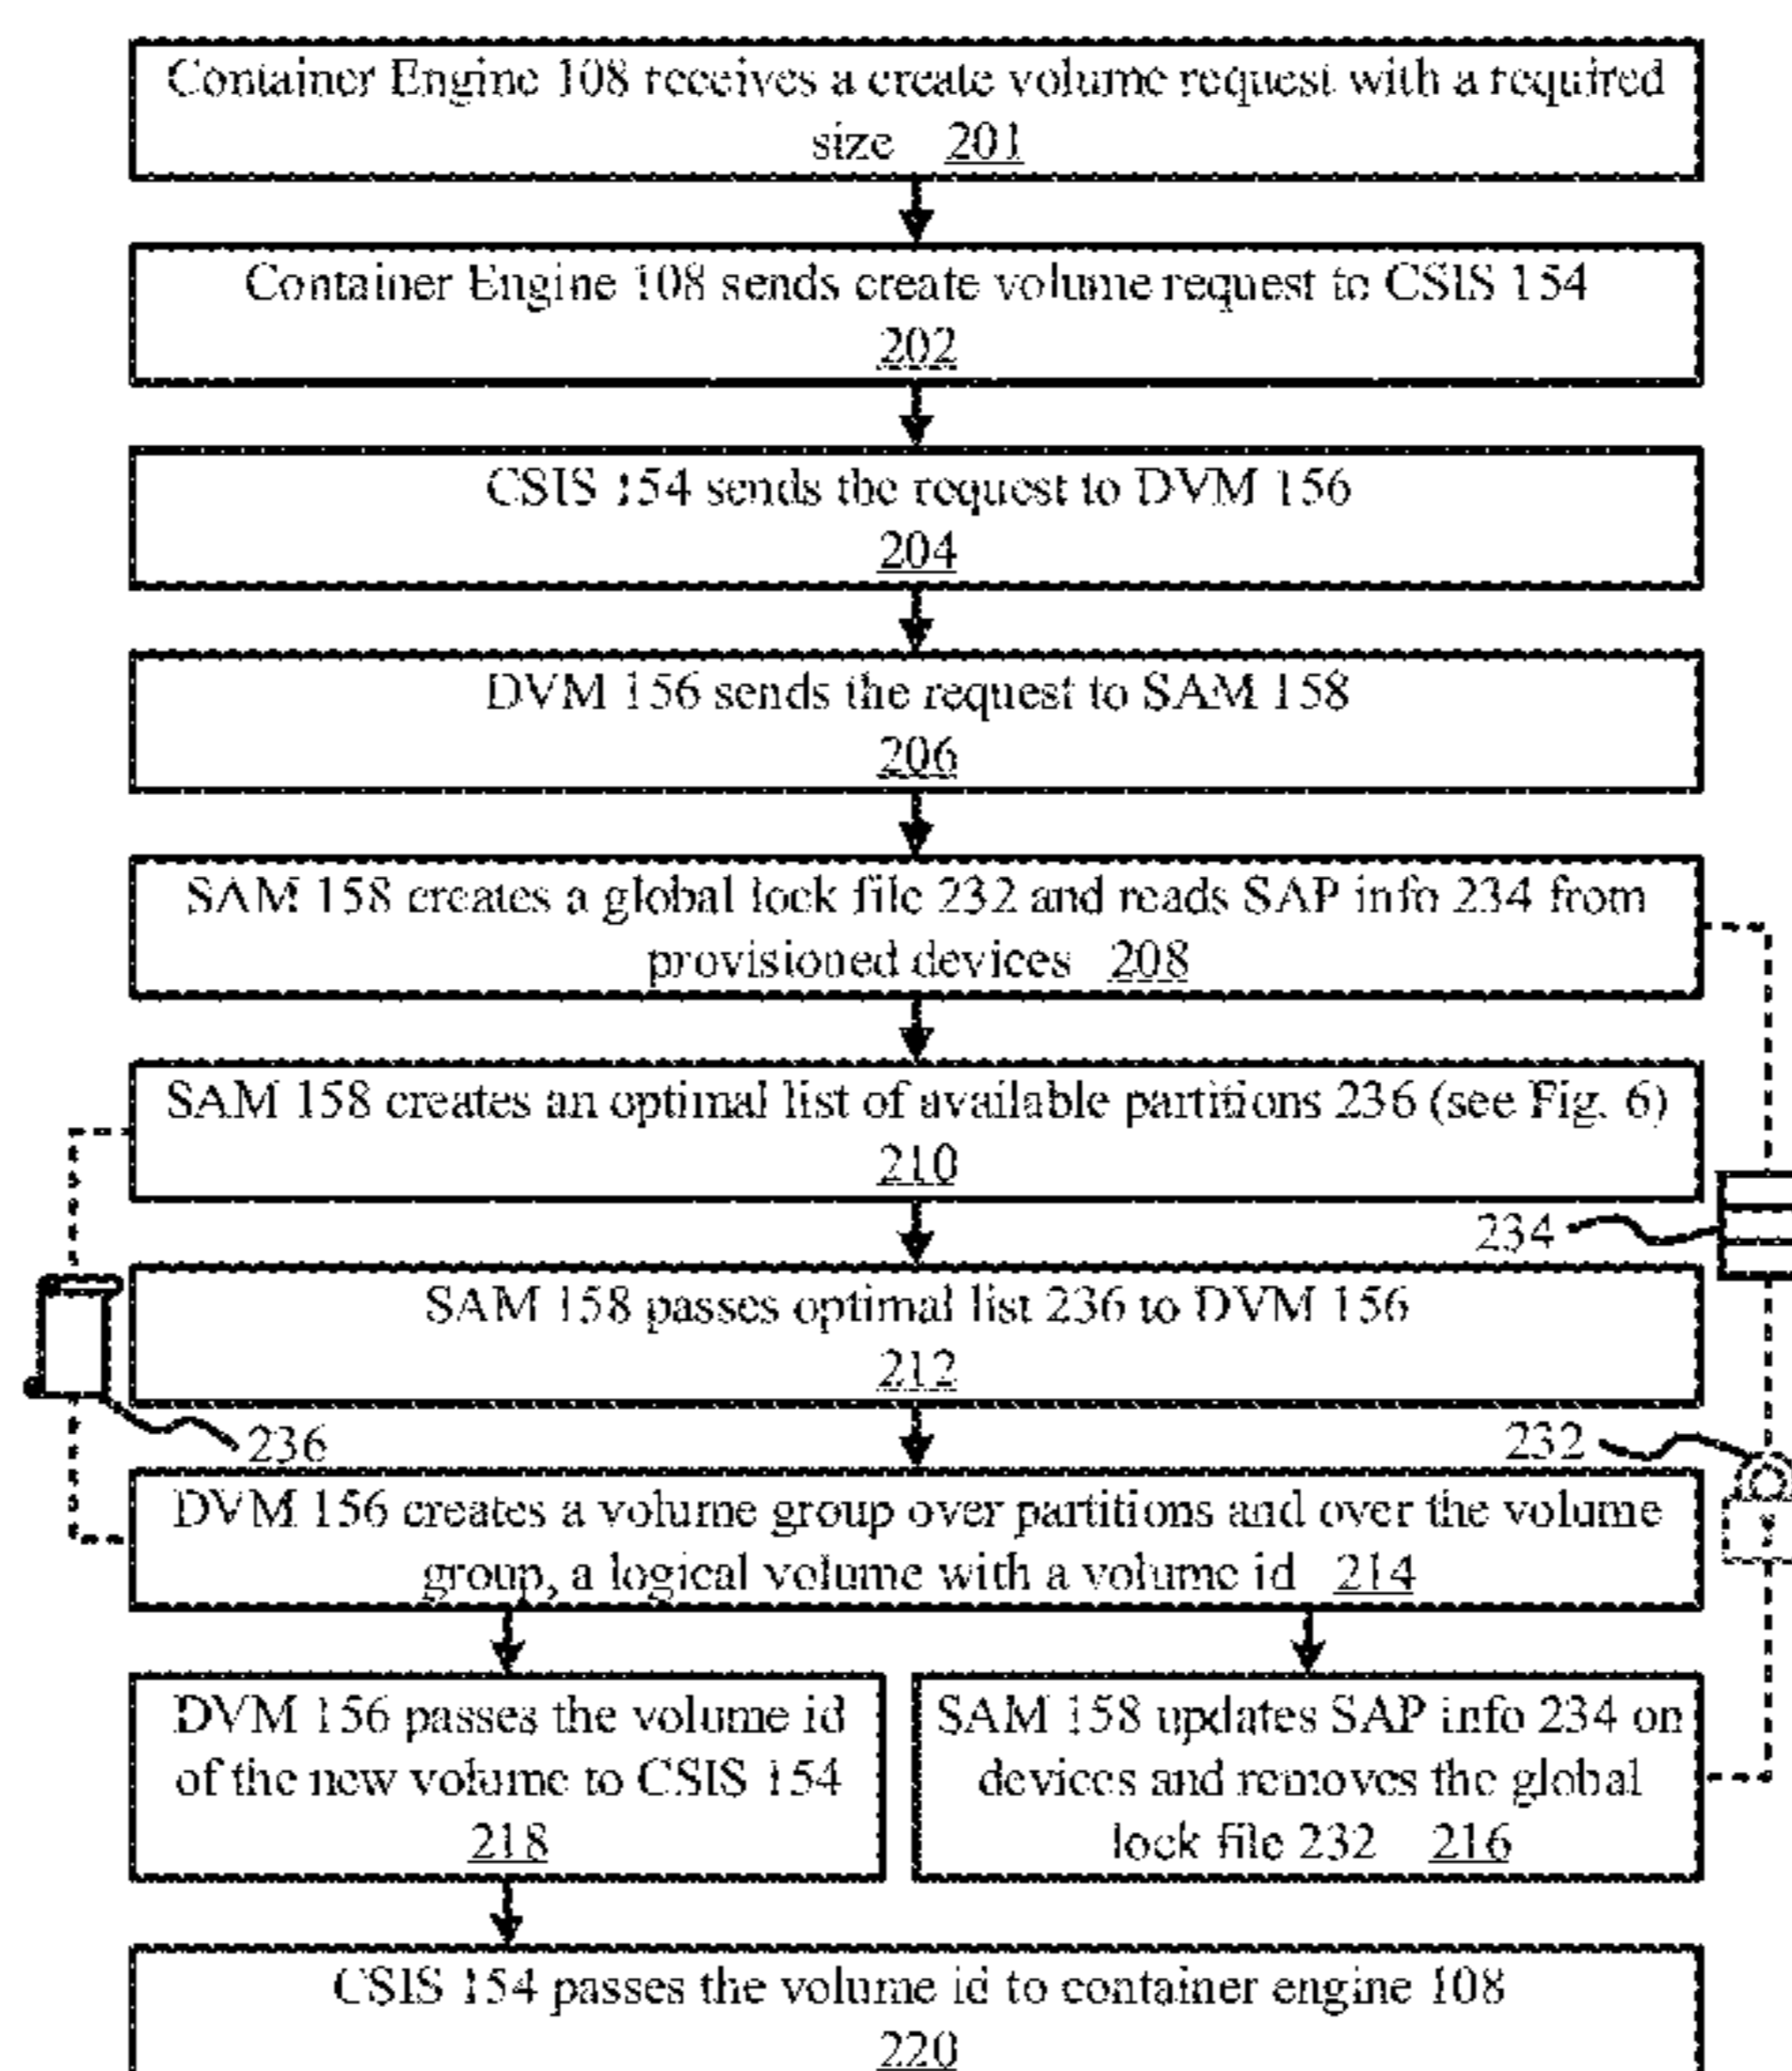 Container Engine 108 receives a create volume request with a required
size 201
Container Engine 108 sends create volume request to CSIS 154
202
CSIS 154 sends the request to DVM 156
204
DVM 156 sends the request to SAM 158
206
SAM 158 creates a global lock file 232 and reads SAP info 234 from
provisioned devices 208
SAM 158 creates an optimal list of available partitions 236 (see Fig. 6)
210
234
SAM 158 passes optimal list 236 to DVM 156
212
236
232
DVM 156 creates a volume group over partitions and over the volume
group, a logical volume with a volume id 214
DVM 156 passes the volume id
of the new volume to CSIS 154
218
SAM 158 updates SAP info 234 on
devices and removes the global
lock file 232 216
CSIS 154 passes the volume id to container engine 108
220